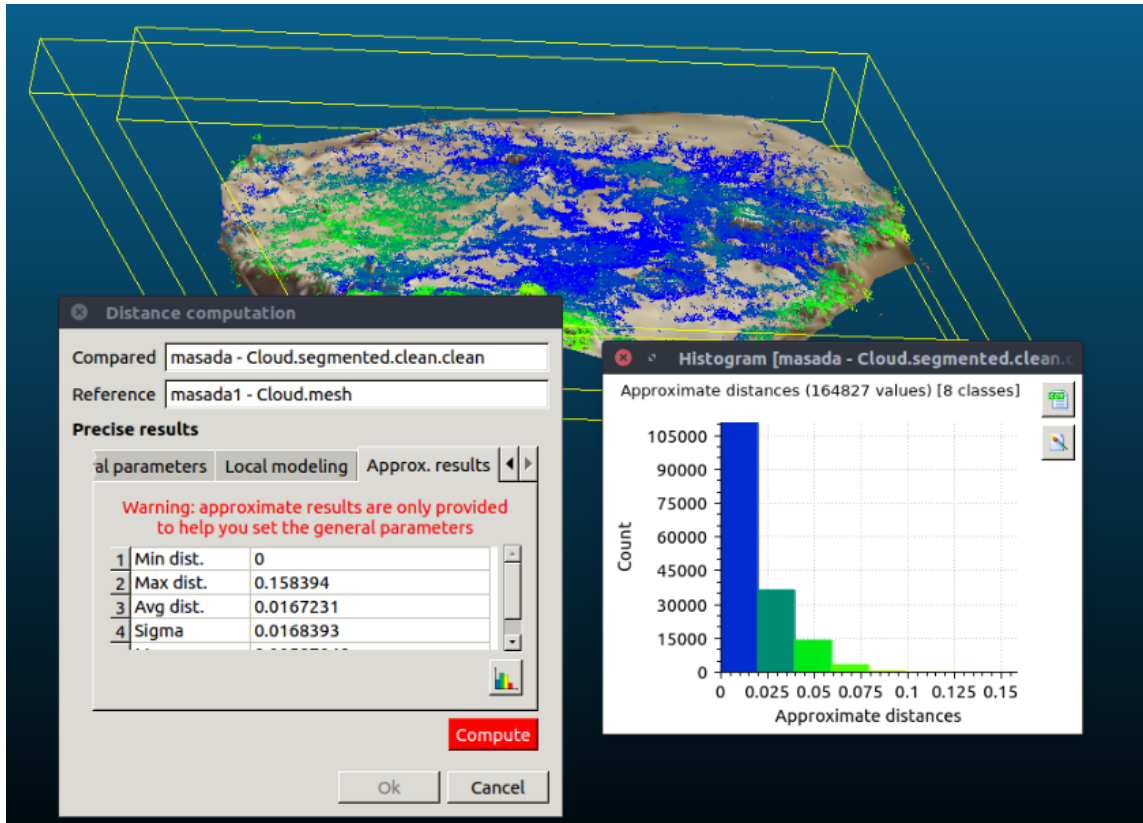 Distance computation
Compared masada - Cloud.segmented.clean.clean
Reference masada1 - Cloud.mesh
Precise results
al parameters Local modeling Approx. results
Warning: approximate results are only provided
to help you set the general parameters
1 Min dist. 0
2 Max dist. 0.158394
3 Avg dist. 0.0167231
4 Sigma 0.0168393
Compute
Ok Cancel
Histogram [masada - Cloud.segmented.clean.c
Approximate distances (164827 values) [8 classes]
105000
90000
75000
60000
45000
30000
15000
0
Count
0 0.025 0.05 0.075 0.1 0.125 0.15
Approximate distances